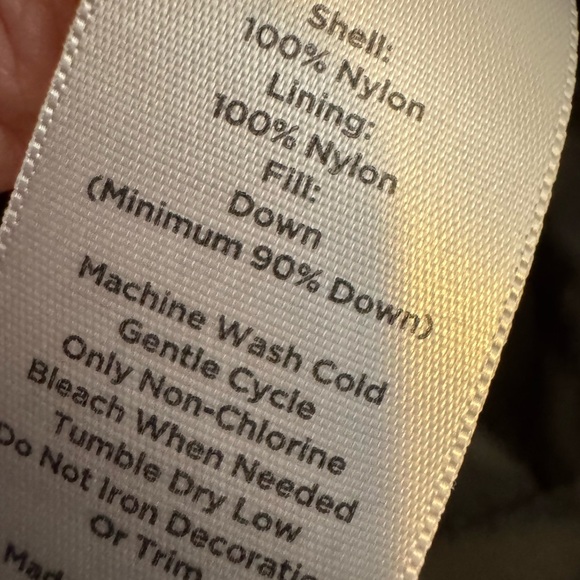 Shell:
100% Nylon
Lining:
100% Nylon
Fill:
Down
(Minimum 90% Down)
Machine Wash Cold
Gentle Cycle
Only Non-Chlorine
Bleach When Needed
Tumble Dry Low
Do Not Iron
Or Trim